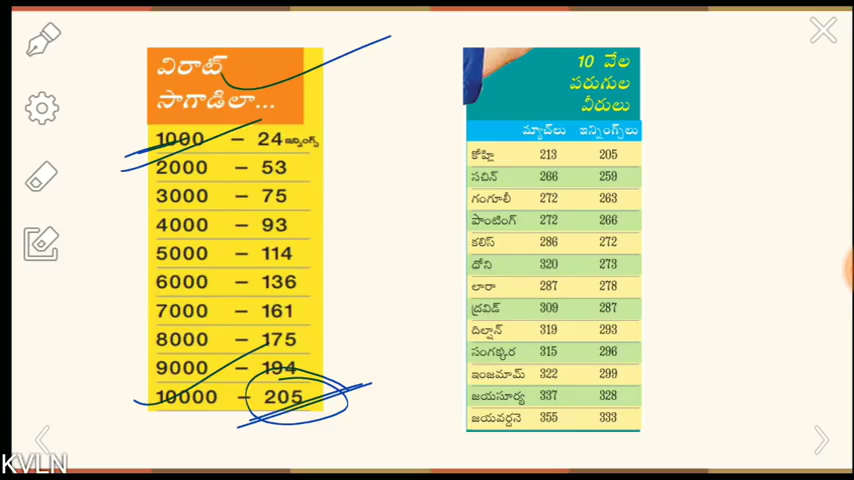 విరాట్
సాగాడిలా...
1000 – 24 ఇన్నింగ్స్
2000 – 53
3000 – 75
4000 – 93
5000 – 114
6000 – 136
7000 – 161
8000 – 175
9000 – 194
10000 – 205
10 వేల
పరుగుల
వీరులు
మ్యాచ్‌లు ఇన్నింగ్స్‌లు
కోహ్లి 213 205
సచిన్ 266 259
గంగూలీ 272 263
పాంటింగ్ 272 266
కలిస్ 286 272
ధోని 320 273
లారా 287 278
ద్రవిడ్ 309 287
దిల్షాన్ 319 293
సంగక్కర 315 296
ఇంజమామ్ 322 299
జయసూర్య 337 328
జయవర్దనె 355 333
KVLN